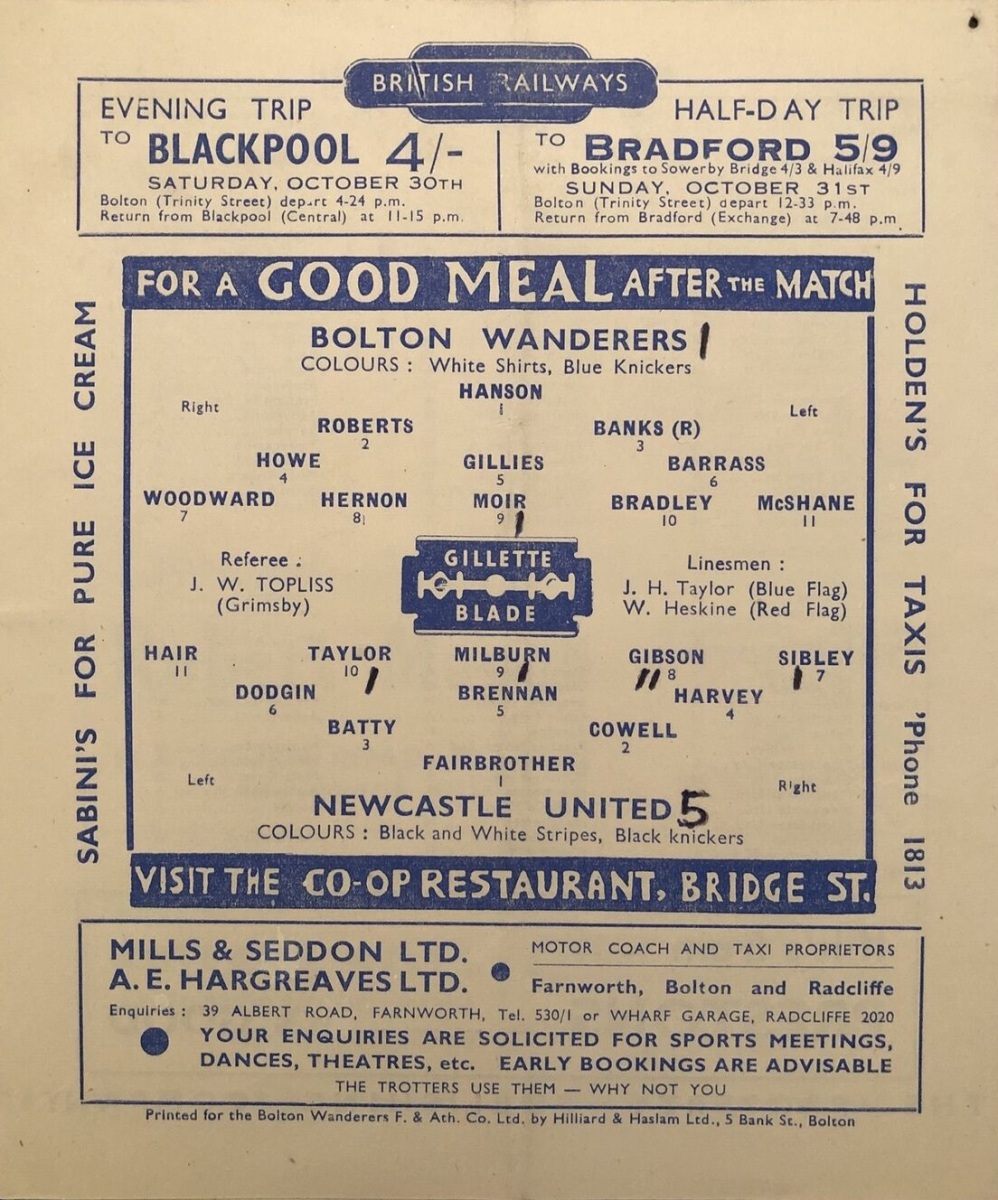 BRITISH RAILWAYS
EVENING TRIP
TO BLACKPOOL 4/-
SATURDAY, OCTOBER 30TH
Bolton (Trinity Street) depart 4-24 p.m.
Return from Blackpool (Central) at 11-15 p.m.
HALF-DAY TRIP
TO BRADFORD 5/9
with Bookings to Sowerby Bridge 4/3 & Halifax 4/9
SUNDAY, OCTOBER 31ST
Bolton (Trinity Street) depart 12-33 p.m.
Return from Bradford (Exchange) at 7-48 p.m
FOR A GOOD MEAL AFTER THE MATCH
SABINI'S FOR PURE ICE CREAM
HOLDEN'S FOR TAXIS 'Phone 1813
BOLTON WANDERERS 1
COLOURS : White Shirts, Blue Knickers
HANSON
1
Right
Left
ROBERTS
2
BANKS (R)
3
HOWE
4
GILLIES
5
BARRASS
6
WOODWARD
7
HERNON
8
MOIR
9 1
BRADLEY
10
McSHANE
11
Referee :
J. W. TOPLISS
(Grimsby)
GILLETTE
BLADE
Linesmen :
J. H. Taylor (Blue Flag)
W. Heskine (Red Flag)
HAIR
11
TAYLOR
10 1
MILBURN
9 1
GIBSON
11 8
SIBLEY
1 7
DODGIN
6
BRENNAN
5
HARVEY
4
BATTY
3
COWELL
2
FAIRBROTHER
1
Left
Right
NEWCASTLE UNITED 5
COLOURS : Black and White Stripes, Black knickers
VISIT THE CO-OP RESTAURANT, BRIDGE ST.
MILLS & SEDDON LTD.
A. E. HARGREAVES LTD.
MOTOR COACH AND TAXI PROPRIETORS
Farnworth, Bolton and Radcliffe
Enquiries : 39 ALBERT ROAD, FARNWORTH, Tel. 530/1 or WHARF GARAGE, RADCLIFFE 2020
YOUR ENQUIRIES ARE SOLICITED FOR SPORTS MEETINGS,
DANCES, THEATRES, etc. EARLY BOOKINGS ARE ADVISABLE
THE TROTTERS USE THEM — WHY NOT YOU
Printed for the Bolton Wanderers F. & Ath. Co. Ltd. by Hilliard & Haslam Ltd., 5 Bank St., Bolton